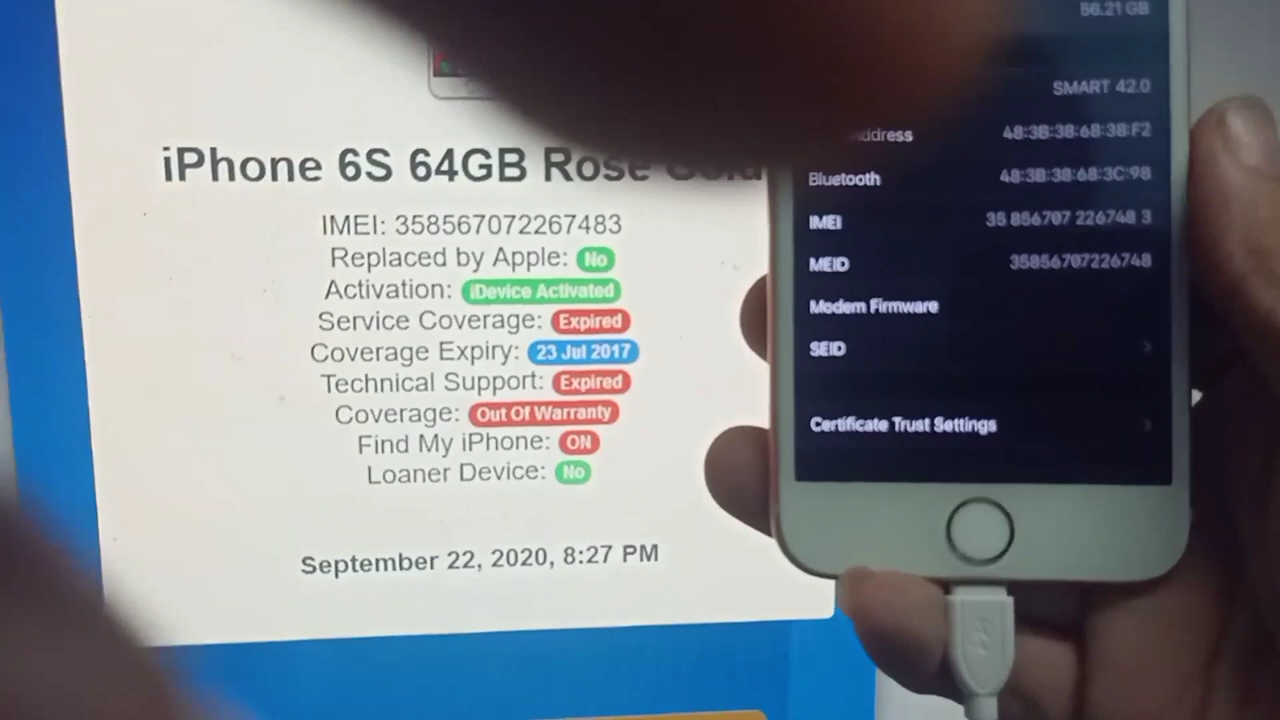 iPhone 6S 64GB Rose
IMEI: 358567072267483
Replaced by Apple: No
Activation: iDevice Activated
Service Coverage: Expired
Coverage Expiry: 23 Jul 2017
Technical Support: Expired
Coverage: Out Of Warranty
Find My iPhone: ON
Loaner Device: No
September 22, 2020, 8:27 PM
56.21 GB
SMART 42.0
Address 48:3B:38:68:38:F2
Bluetooth 48:3B:38:68:3C:98
IMEI 35 856707 226748 3
MEID 35856707226748
Modem Firmware
SEID
Certificate Trust Settings